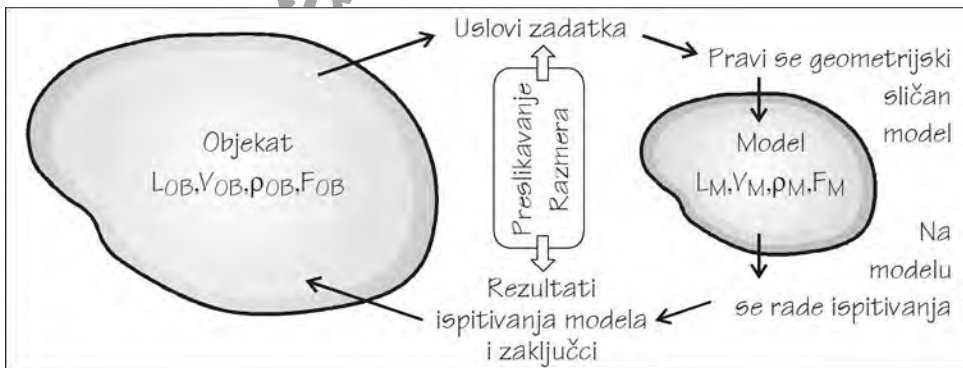 Uslovi zadatka
Pravi se geometrijski
sličan
model
Objekat
LOB,VOB,ρOB,FOB
Preslikavanje
Razmera
Model
LM,VM,ρM,FM
Na
modelu
se rade ispitivanja
Rezultati
ispitivanja modela
i zaključci